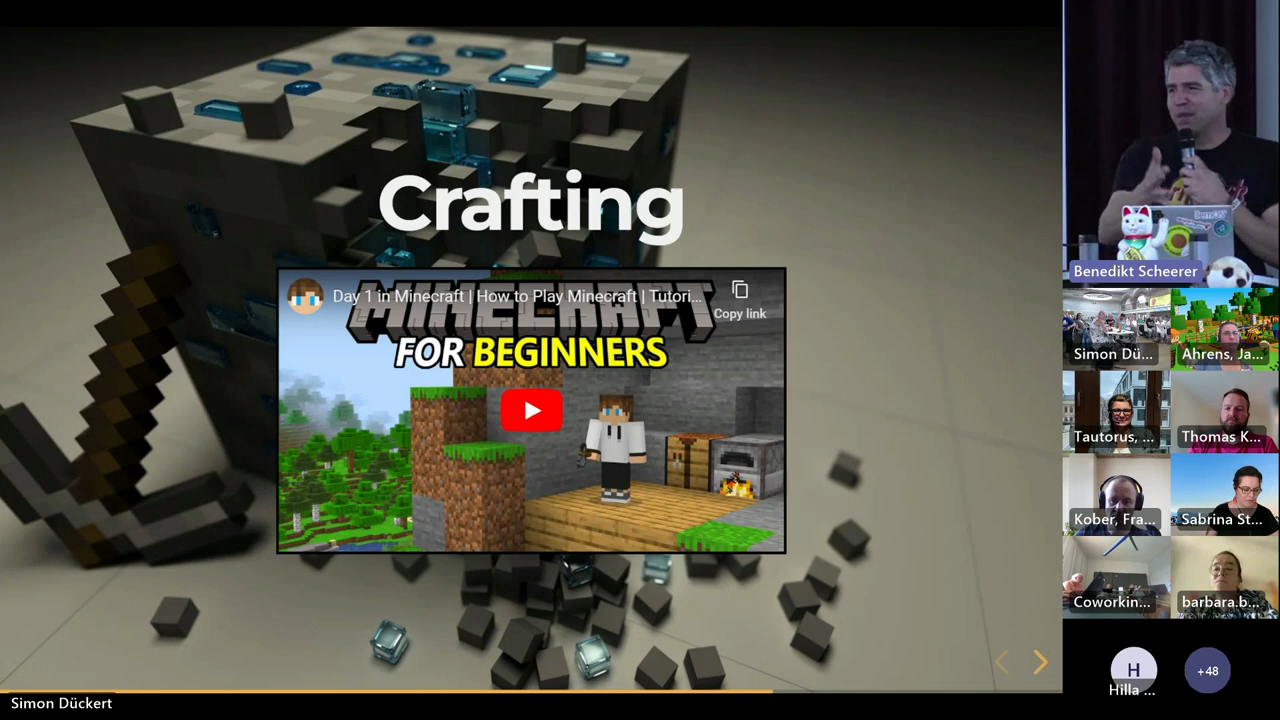 Crafting
Day 1 in Minecraft | How to Play Minecraft | Tutori...
Copy link
MINECRAFT
FOR BEGINNERS
Simon Dückert
Benedikt Scheerer
Simon Dü...
Ahrens, Ja...
Tautorus, ...
Thomas K...
Kober, Fra...
Sabrina St...
Coworkin...
barbara.b...
H
Hilla ...
+48